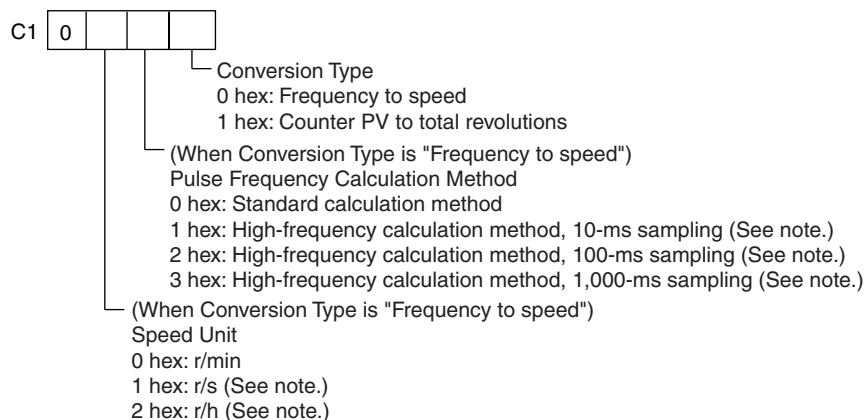 C1 0
Conversion Type
0 hex: Frequency to speed
1 hex: Counter PV to total revolutions
(When Conversion Type is "Frequency to speed")
Pulse Frequency Calculation Method
0 hex: Standard calculation method
1 hex: High-frequency calculation method, 10-ms sampling (See note.)
2 hex: High-frequency calculation method, 100-ms sampling (See note.)
3 hex: High-frequency calculation method, 1,000-ms sampling (See note.)
(When Conversion Type is "Frequency to speed")
Speed Unit
0 hex: r/min
1 hex: r/s (See note.)
2 hex: r/h (See note.)